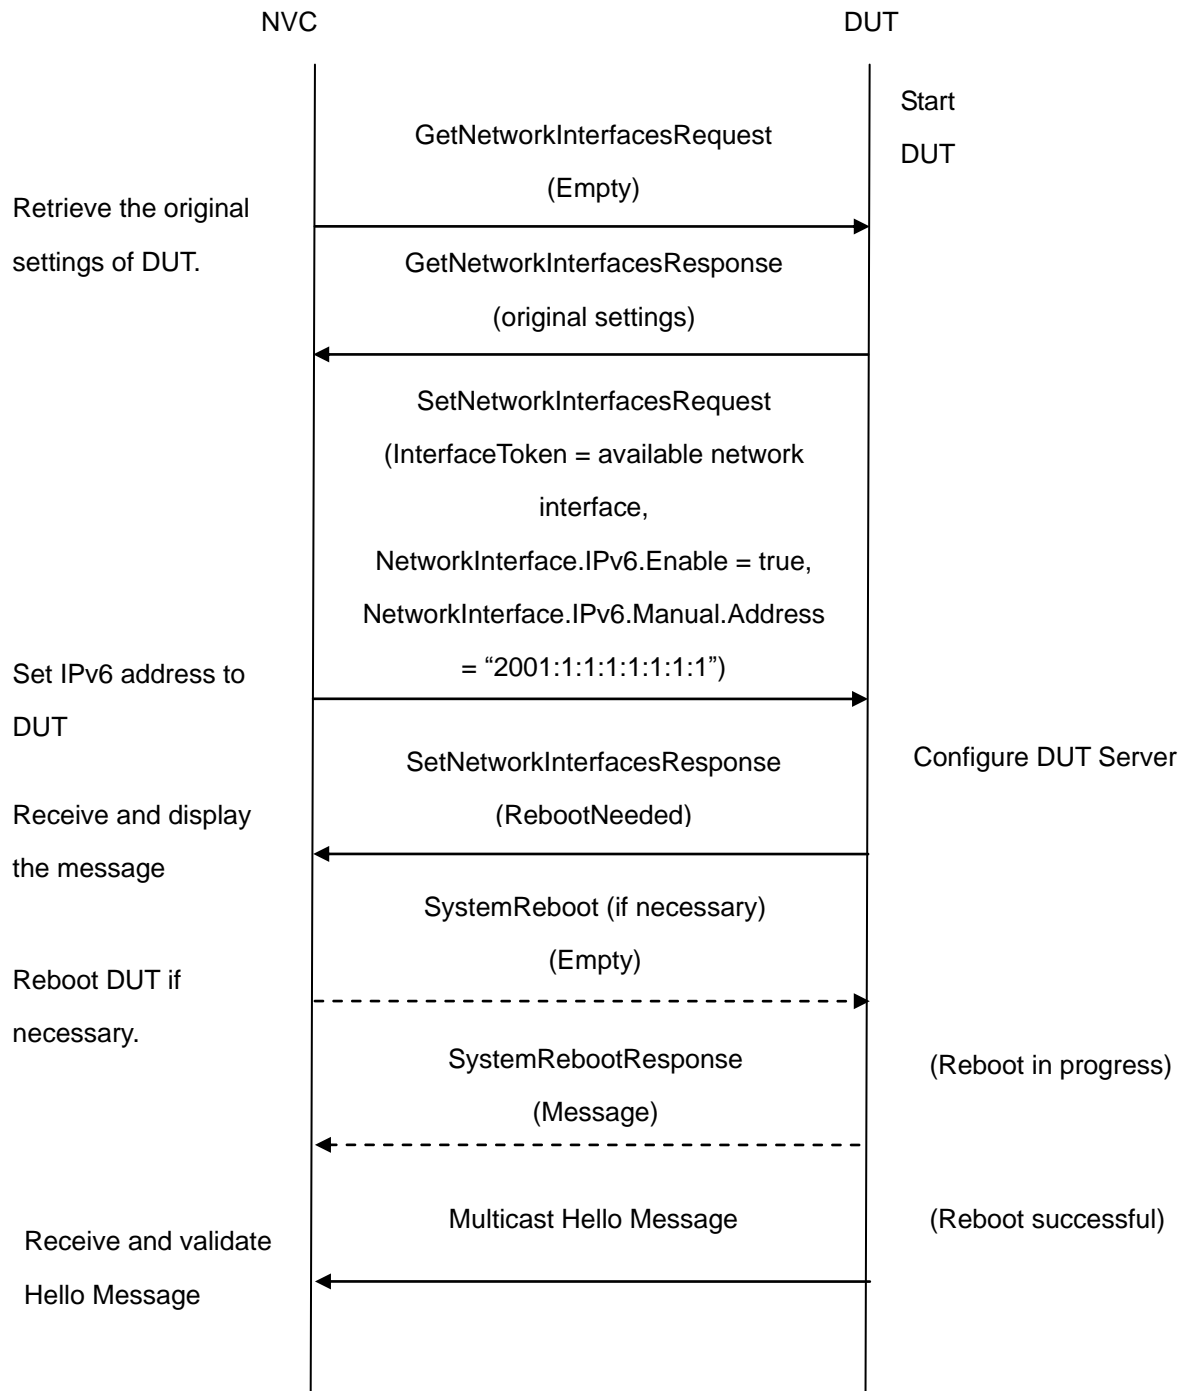 NVC
DUT
Start
DUT
GetNetworkInterfacesRequest
(Empty)
Retrieve the original
settings of DUT.
GetNetworkInterfacesResponse
(original settings)
SetNetworkInterfacesRequest
(InterfaceToken = available network
interface,
NetworkInterface.IPv6.Enable = true,
NetworkInterface.IPv6.Manual.Address
= “2001:1:1:1:1:1:1:1:1”)
Set IPv6 address to
DUT
Configure DUT Server
SetNetworkInterfacesResponse
(RebootNeeded)
Receive and display
the message
SystemReboot (if necessary)
(Empty)
Reboot DUT if
necessary.
SystemRebootResponse
(Message)
(Reboot in progress)
Multicast Hello Message
(Reboot successful)
Receive and validate
Hello Message